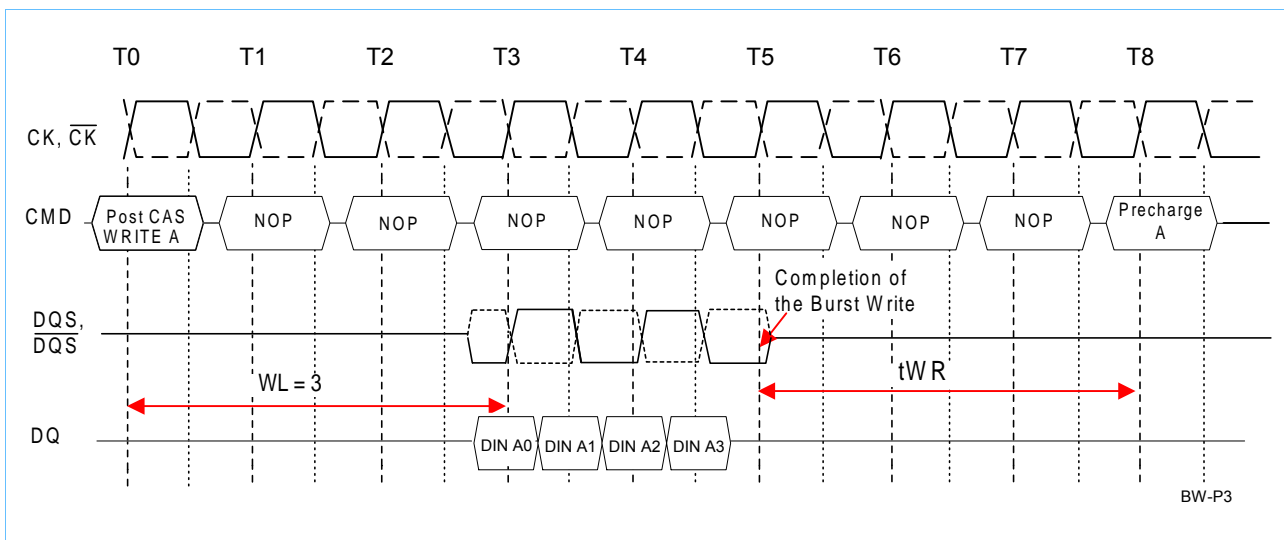 T0 T1 T2 T3 T4 T5 T6 T7 T8
CK, CK
CMD
Post CAS
WRITE A
NOP NOP NOP NOP NOP NOP NOP
Precharge
A
Completion of
the Burst Write
DQS,
DQS
WL = 3
tWR
DQ
DIN A0 DIN A1 DIN A2 DIN A3
BW-P3